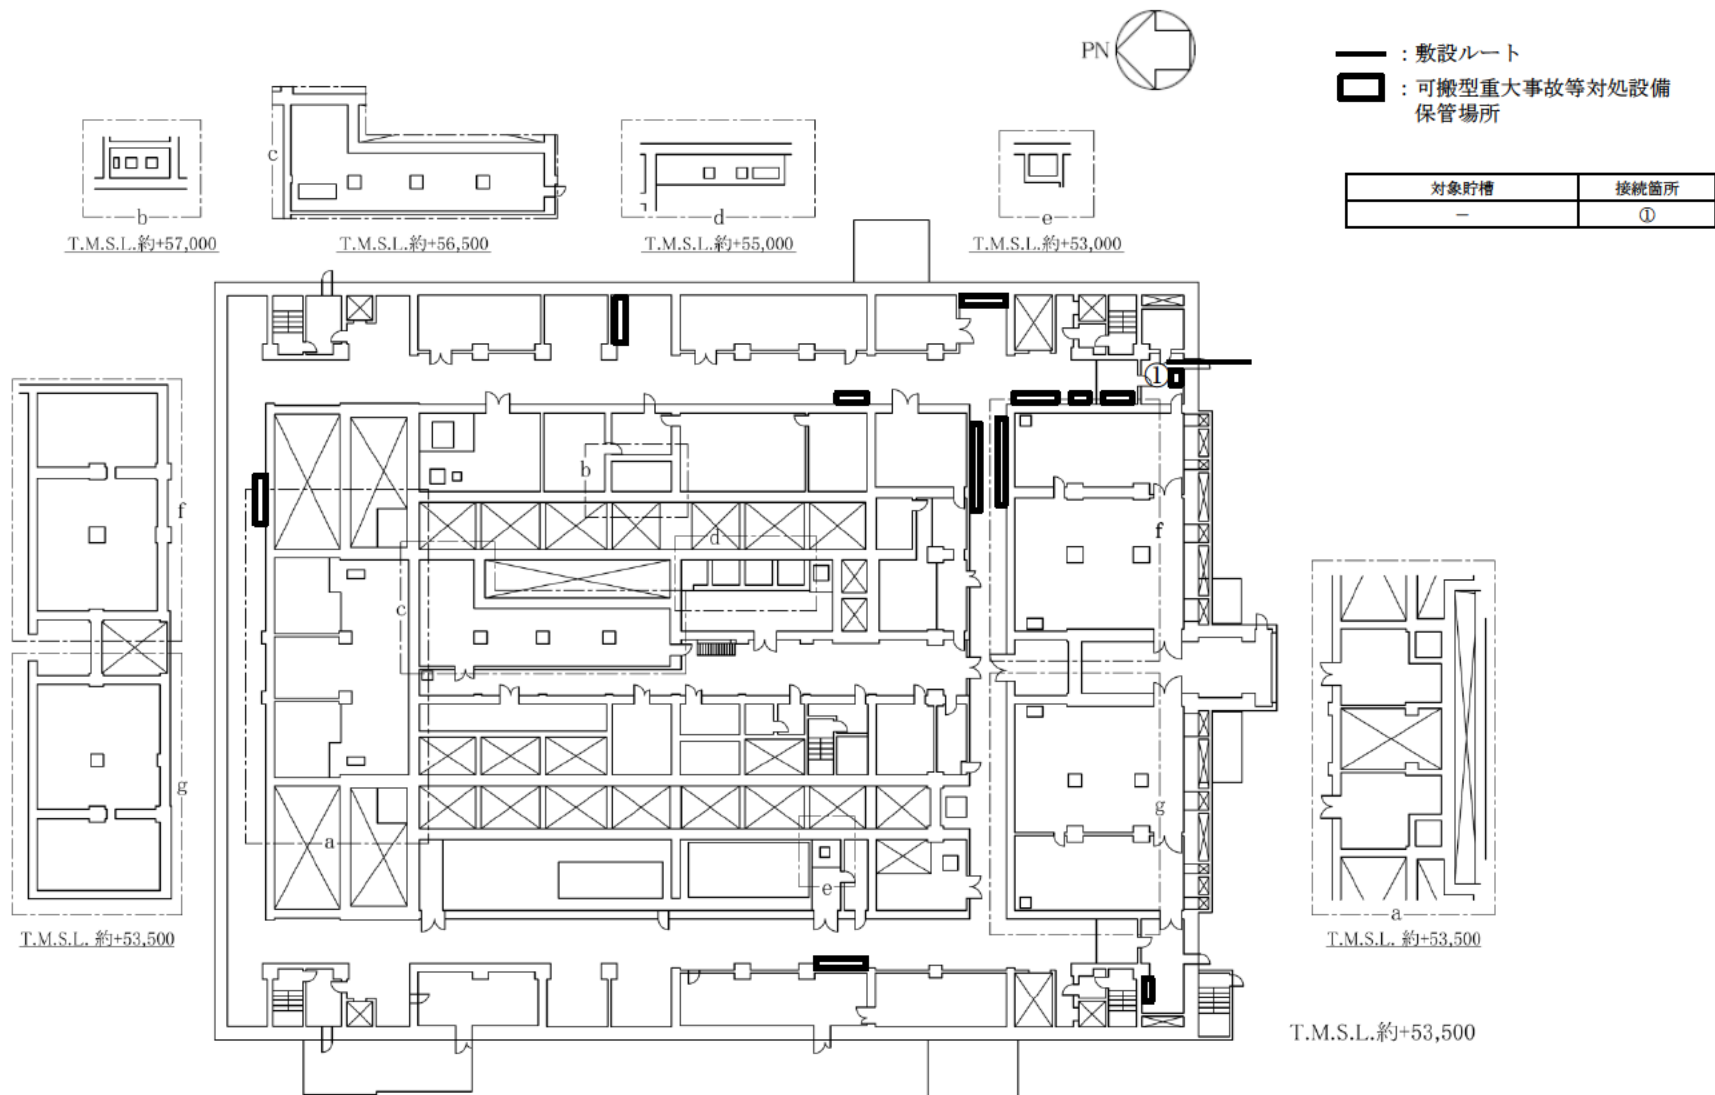 PN
：敷設ルート
：可搬型重大事故等対処設備
保管場所
対象貯槽 接続箇所
－ ①
c
b
d
e
T.M.S.L.約+57,000
T.M.S.L.約+56,500
T.M.S.L.約+55,000
T.M.S.L.約+53,000
①
b
f
f
d
c
g
g
a
e
a
T.M.S.L. 約+53,500
T.M.S.L. 約+53,500
T.M.S.L.約+53,500